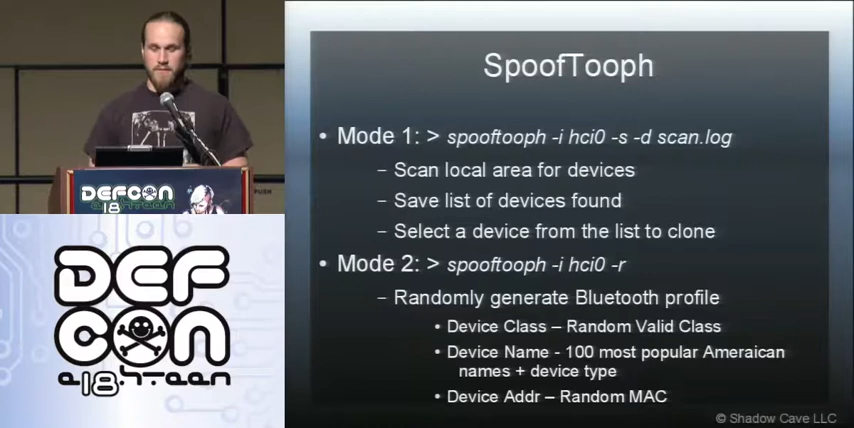 DEFCON
18
PUSH
DEF
CON
e18hteen
SpoofTooph
• Mode 1: > spooftooph -i hci0 -s -d scan.log
– Scan local area for devices
– Save list of devices found
– Select a device from the list to clone
• Mode 2: > spooftooph -i hci0 -r
– Randomly generate Bluetooth profile
• Device Class – Random Valid Class
• Device Name - 100 most popular Ameraican
names + device type
• Device Addr – Random MAC
© Shadow Cave LLC